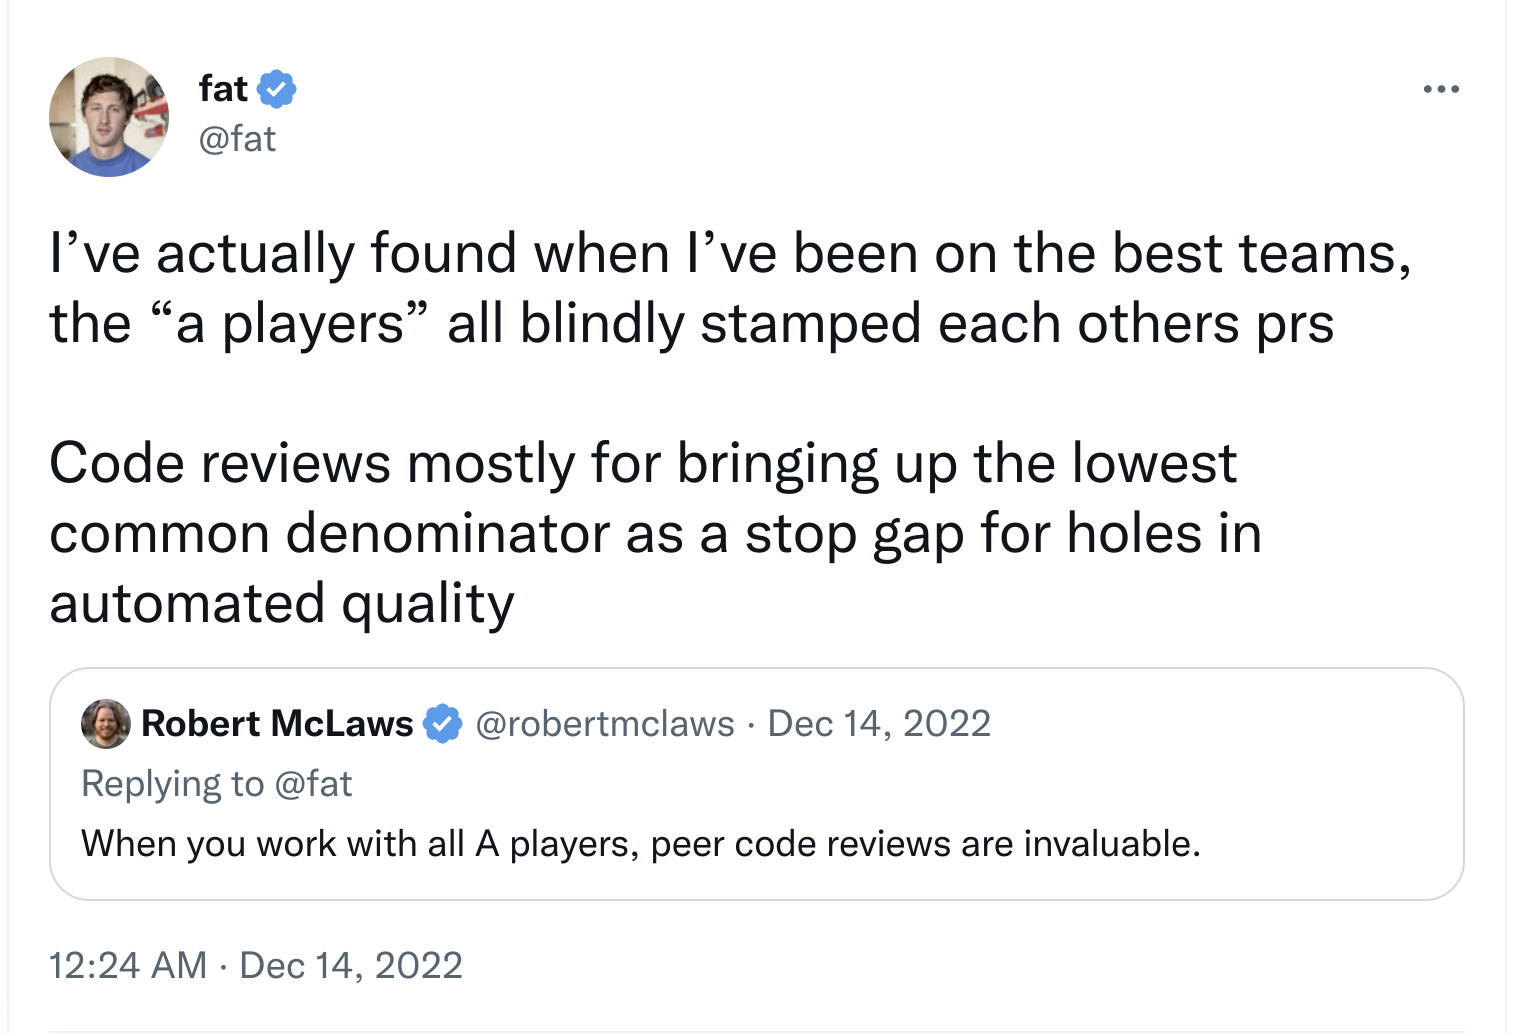 fat
@fat
I’ve actually found when I’ve been on the best teams,
the “a players” all blindly stamped each others prs
Code reviews mostly for bringing up the lowest
common denominator as a stop gap for holes in
automated quality
Robert McLaws @robertmclaws · Dec 14, 2022
Replying to @fat
When you work with all A players, peer code reviews are invaluable.
12:24 AM · Dec 14, 2022